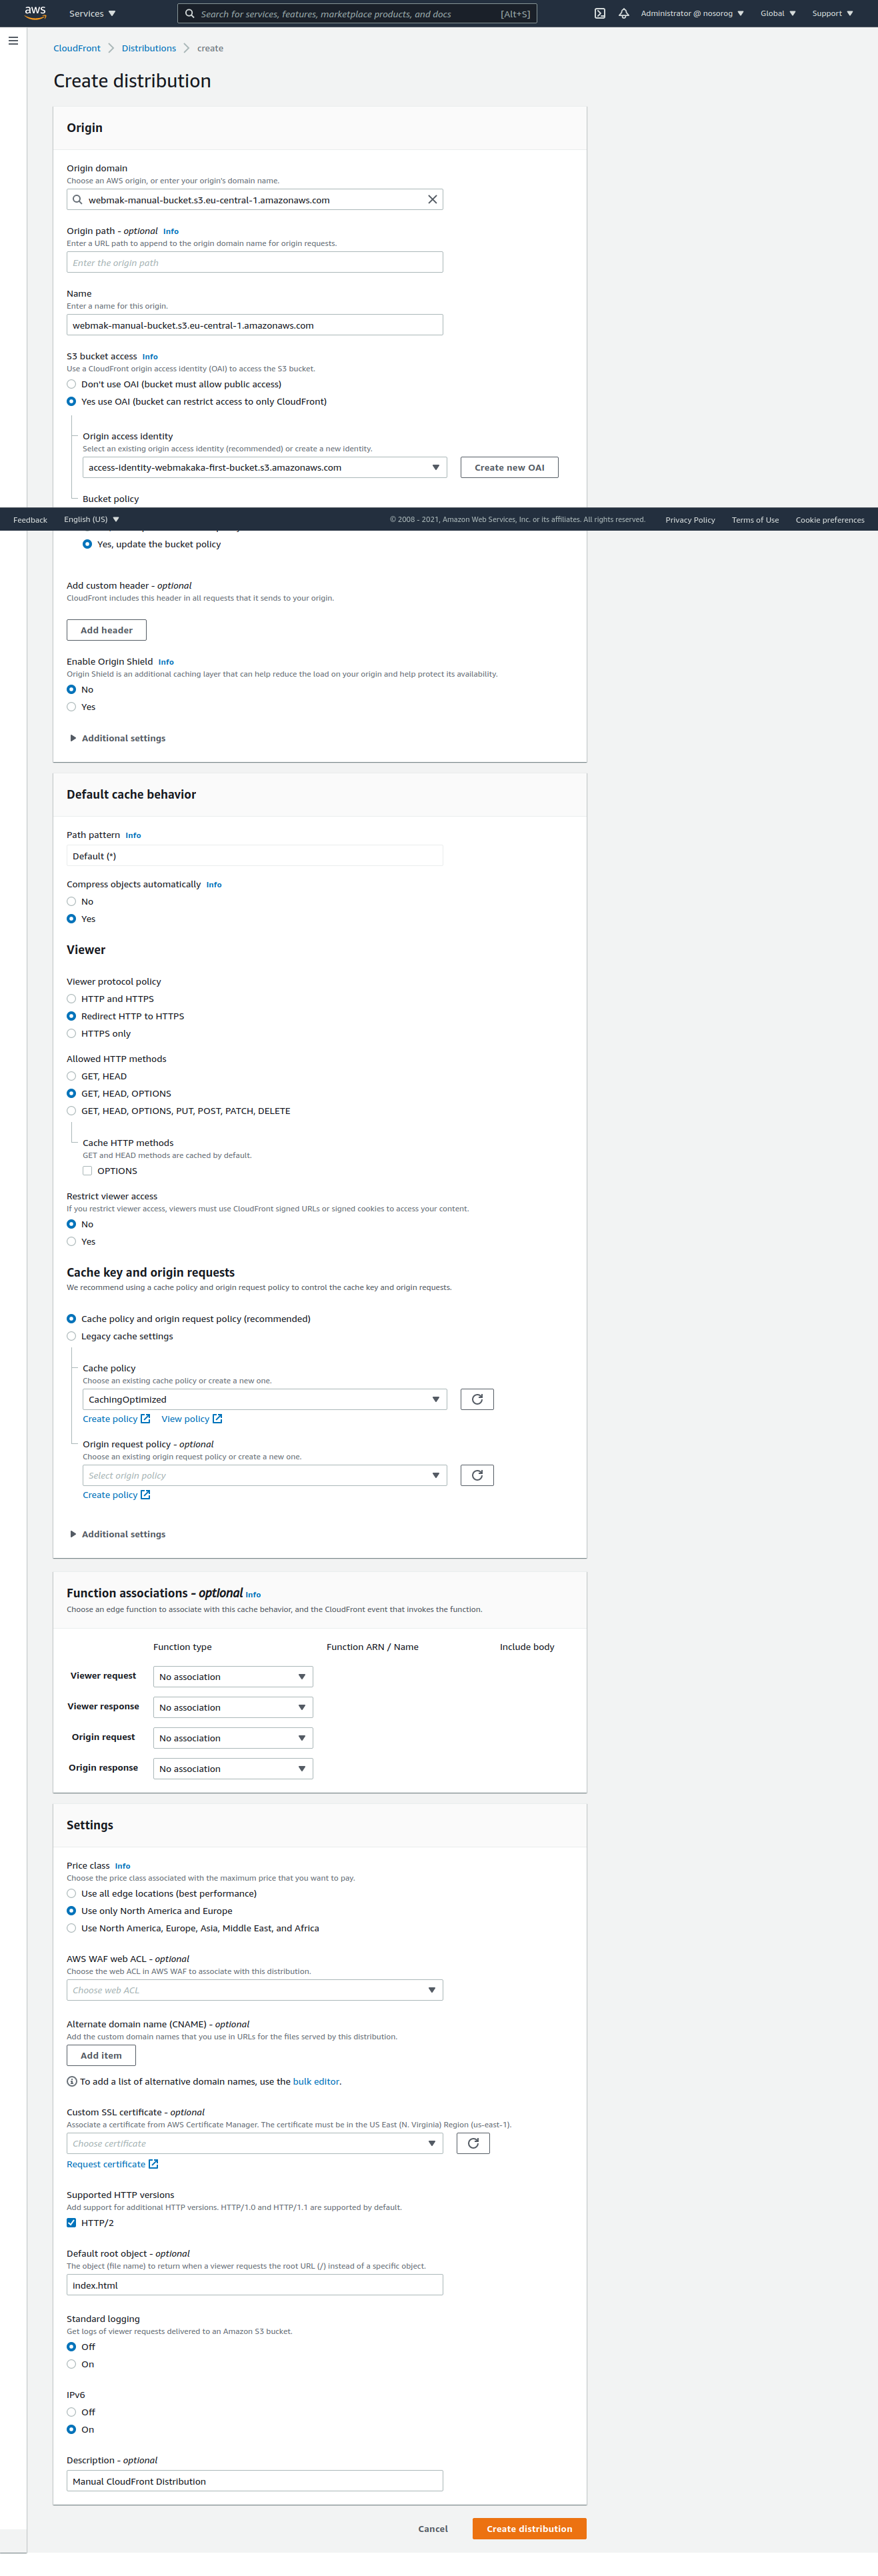 aws
Services
Search for services, features, marketplace products, and docs [Alt+S]
Administrator @ nosorog
Global
Support
CloudFront Distributions create
Create distribution
Origin
Origin domain
Choose an AWS origin, or enter your origin's domain name.
webmak-manual-bucket.s3.eu-central-1.amazonaws.com
Origin path - optional Info
Enter a URL path to append to the origin domain name for origin requests.
Enter the origin path
Name
Enter a name for this origin.
webmak-manual-bucket.s3.eu-central-1.amazonaws.com
S3 bucket access Info
Use a CloudFront origin access identity (OAI) to access the S3 bucket.
Don't use OAI (bucket must allow public access)
Yes use OAI (bucket can restrict access to only CloudFront)
Origin access identity
Select an existing origin access identity (recommended) or create a new identity.
access-identity-webmakaka-first-bucket.s3.amazonaws.com
Create new OAI
Bucket policy
Feedback English (US) © 2008 - 2021, Amazon Web Services, Inc. or its affiliates. All rights reserved. Privacy Policy Terms of Use Cookie preferences
Yes, update the bucket policy
Add custom header - optional
CloudFront includes this header in all requests that it sends to your origin.
Add header
Enable Origin Shield Info
Origin Shield is an additional caching layer that can help reduce the load on your origin and help protect its availability.
No
Yes
Additional settings
Default cache behavior
Path pattern Info
Default (*)
Compress objects automatically Info
No
Yes
Viewer
Viewer protocol policy
HTTP and HTTPS
Redirect HTTP to HTTPS
HTTPS only
Allowed HTTP methods
GET, HEAD
GET, HEAD, OPTIONS
GET, HEAD, OPTIONS, PUT, POST, PATCH, DELETE
Cache HTTP methods
GET and HEAD methods are cached by default.
OPTIONS
Restrict viewer access
If you restrict viewer access, viewers must use CloudFront signed URLs or signed cookies to access your content.
No
Yes
Cache key and origin requests
We recommend using a cache policy and origin request policy to control the cache key and origin requests.
Cache policy and origin request policy (recommended)
Legacy cache settings
Cache policy
Choose an existing cache policy or create a new one.
CachingOptimized
Create policy View policy
Origin request policy - optional
Choose an existing origin request policy or create a new one.
Select origin policy
Create policy
Additional settings
Function associations - optional Info
Choose an edge function to associate with this cache behavior, and the CloudFront event that invokes the function.
Function type Function ARN / Name Include body
Viewer request No association
Viewer response No association
Origin request No association
Origin response No association
Settings
Price class Info
Choose the price class associated with the maximum price that you want to pay.
Use all edge locations (best performance)
Use only North America and Europe
Use North America, Europe, Asia, Middle East, and Africa
AWS WAF web ACL - optional
Choose the web ACL in AWS WAF to associate with this distribution.
Choose web ACL
Alternate domain name (CNAME) - optional
Add the custom domain names that you use in URLs for the files served by this distribution.
Add item
To add a list of alternative domain names, use the bulk editor.
Custom SSL certificate - optional
Associate a certificate from AWS Certificate Manager. The certificate must be in the US East (N. Virginia) Region (us-east-1).
Choose certificate
Request certificate
Supported HTTP versions
Add support for additional HTTP versions. HTTP/1.0 and HTTP/1.1 are supported by default.
HTTP/2
Default root object - optional
The object (file name) to return when a viewer requests the root URL (/) instead of a specific object.
index.html
Standard logging
Get logs of viewer requests delivered to an Amazon S3 bucket.
Off
On
IPv6
Off
On
Description - optional
Manual CloudFront Distribution
Cancel Create distribution